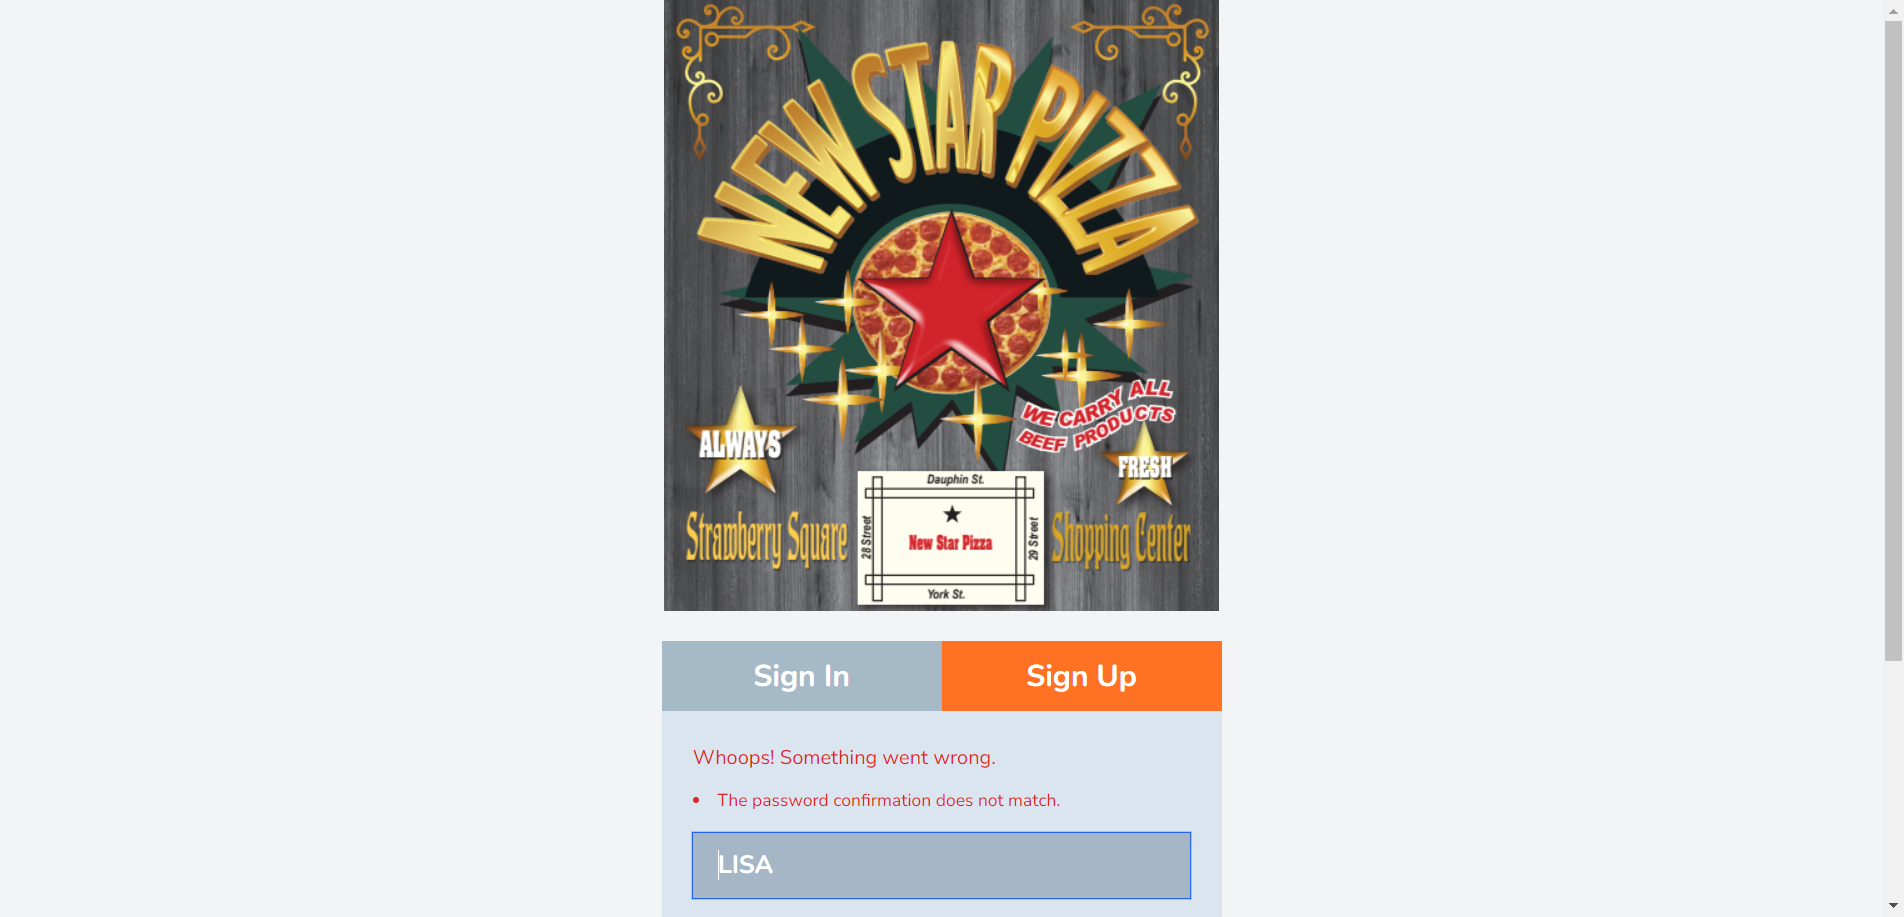 NEW STAR PIZZA
WE CARRY ALL
BEEF PRODUCTS
ALWAYS
FRESH
Strawberry Square
Dauphin St.
28 Street
New Star Pizza
29 Street
York St.
Shopping Center
Sign In
Sign Up
Whoops! Something went wrong.
• The password confirmation does not match.
LISA